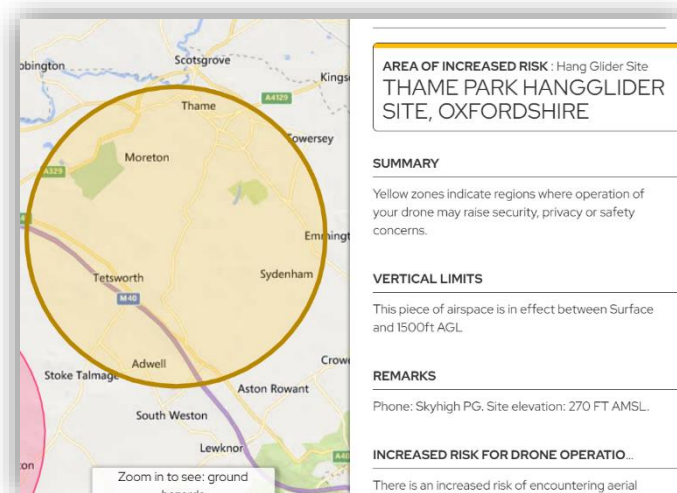 obington
Scotsgrove
Kings
A4129
Thame
Towersey
Moreton
A329
Emmingt
Tetsworth
Sydenham
M40
Adwell
Crow
Stoke Talmage
Aston Rowant
South Weston
Lewknor
A40
ton
Zoom in to see: ground
hazards
AREA OF INCREASED RISK : Hang Glider Site
THAME PARK HANGGLIDER
SITE, OXFORDSHIRE
SUMMARY
Yellow zones indicate regions where operation of
your drone may raise security, privacy or safety
concerns.
VERTICAL LIMITS
This piece of airspace is in effect between Surface
and 1500ft AGL
REMARKS
Phone: Skyhigh PG. Site elevation: 270 FT AMSL.
INCREASED RISK FOR DRONE OPERATIO...
There is an increased risk of encountering aerial